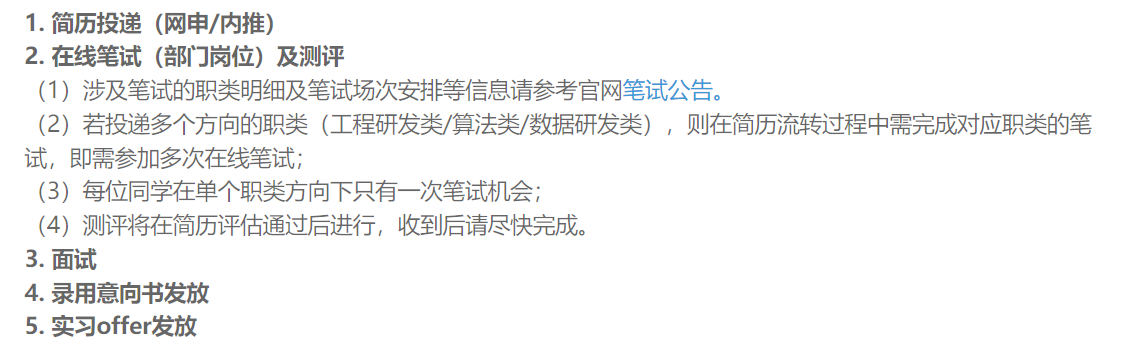 1. 简历投递（网申/内推）
2. 在线笔试（部门岗位）及测评
（1）涉及笔试的职类明细及笔试场次安排等信息请参考官网笔试公告。
（2）若投递多个方向的职类（工程研发类/算法类/数据研发类），则在简历流转过程中需完成对应职类的笔
试，即需参加多次在线笔试；
（3）每位同学在单个职类方向下只有一次笔试机会；
（4）测评将在简历评估通过后进行，收到后请尽快完成。
3. 面试
4. 录用意向书发放
5. 实习offer发放